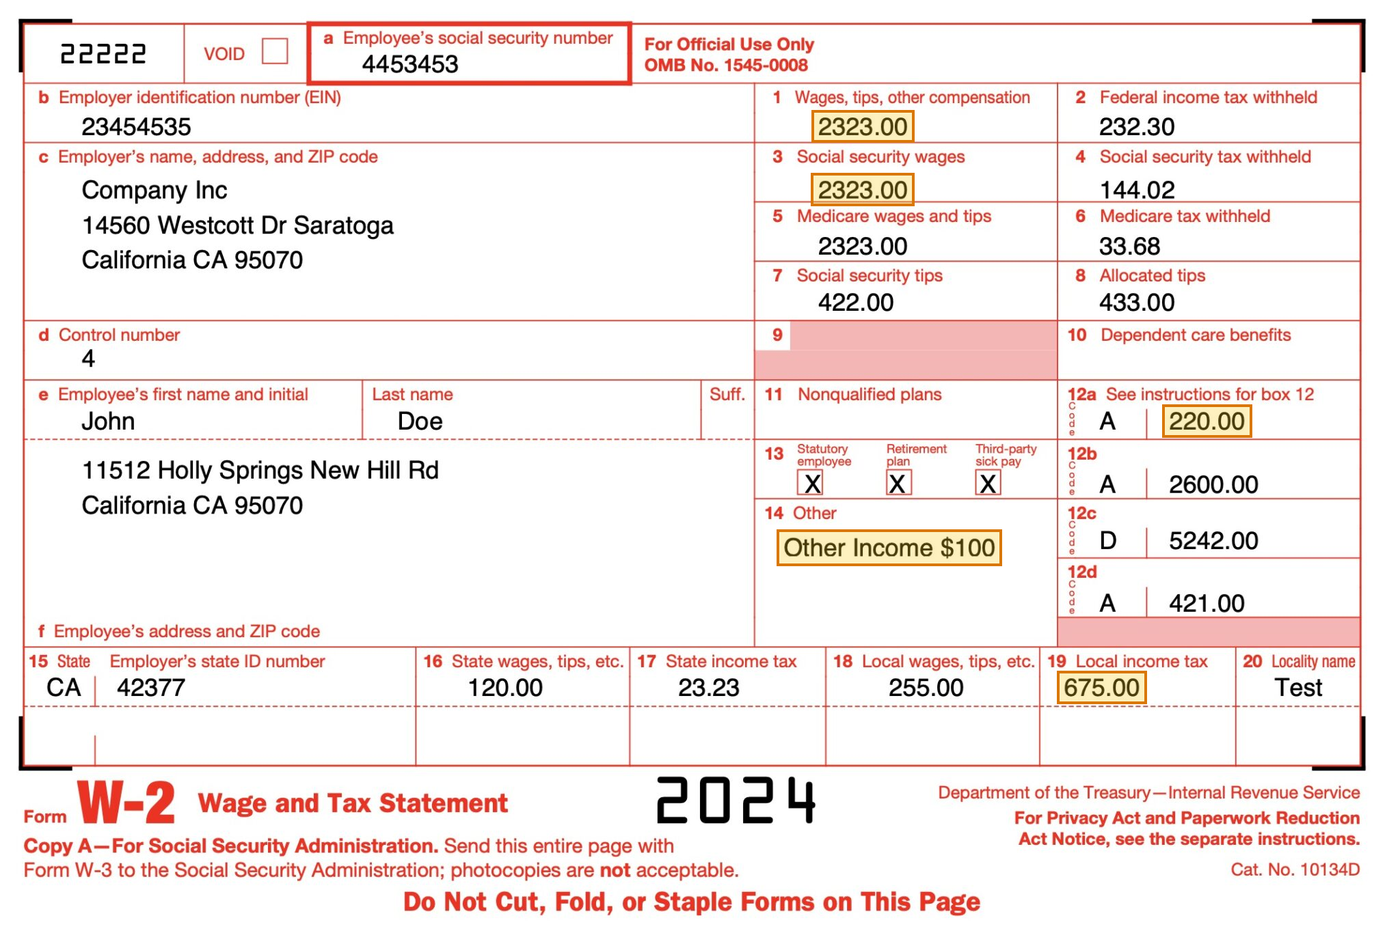 22222
VOID
a Employee's social security number
4453453
For Official Use Only
OMB No. 1545-0008
b Employer identification number (EIN)
23454535
1 Wages, tips, other compensation
2323.00
2 Federal income tax withheld
232.30
c Employer's name, address, and ZIP code
Company Inc
14560 Westcott Dr Saratoga
California CA 95070
3 Social security wages
2323.00
4 Social security tax withheld
144.02
5 Medicare wages and tips
2323.00
6 Medicare tax withheld
33.68
7 Social security tips
422.00
8 Allocated tips
433.00
d Control number
4
9
10 Dependent care benefits
e Employee's first name and initial
John
Last name
Doe
Suff.
11 Nonqualified plans
12a See instructions for box 12
Code
A 220.00
11512 Holly Springs New Hill Rd
California CA 95070
13 Statutory employee
X
Retirement plan
X
Third-party sick pay
X
12b
Code
A 2600.00
14 Other
Other Income $100
12c
Code
D 5242.00
12d
Code
A 421.00
f Employee's address and ZIP code
15 State Employer's state ID number
CA 42377
16 State wages, tips, etc.
120.00
17 State income tax
23.23
18 Local wages, tips, etc.
255.00
19 Local income tax
675.00
20 Locality name
Test
Form W-2 Wage and Tax Statement
2024
Department of the Treasury—Internal Revenue Service
For Privacy Act and Paperwork Reduction
Act Notice, see the separate instructions.
Copy A—For Social Security Administration. Send this entire page with
Form W-3 to the Social Security Administration; photocopies are not acceptable.
Cat. No. 10134D
Do Not Cut, Fold, or Staple Forms on This Page